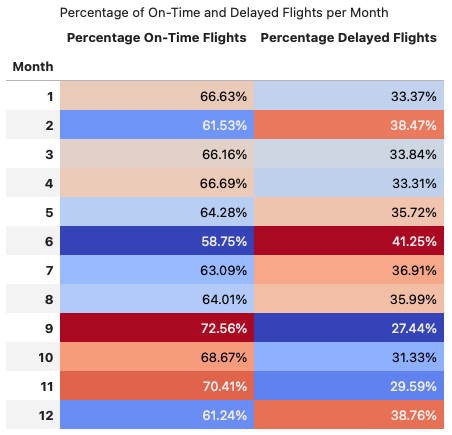 Percentage of On-Time and Delayed Flights per Month
Percentage On-Time Flights Percentage Delayed Flights
Month
1 66.63% 33.37%
2 61.53% 38.47%
3 66.16% 33.84%
4 66.69% 33.31%
5 64.28% 35.72%
6 58.75% 41.25%
7 63.09% 36.91%
8 64.01% 35.99%
9 72.56% 27.44%
10 68.67% 31.33%
11 70.41% 29.59%
12 61.24% 38.76%